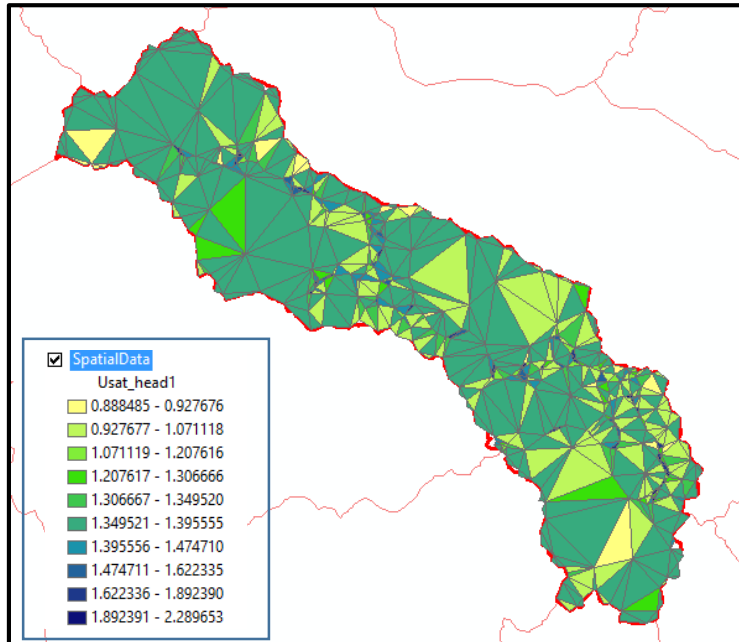 SpatialData
Usat_head1
0.888485 - 0.927676
0.927677 - 1.071118
1.071119 - 1.207616
1.207617 - 1.306666
1.306667 - 1.349520
1.349521 - 1.395555
1.395556 - 1.474710
1.474711 - 1.622335
1.622336 - 1.892390
1.892391 - 2.289653